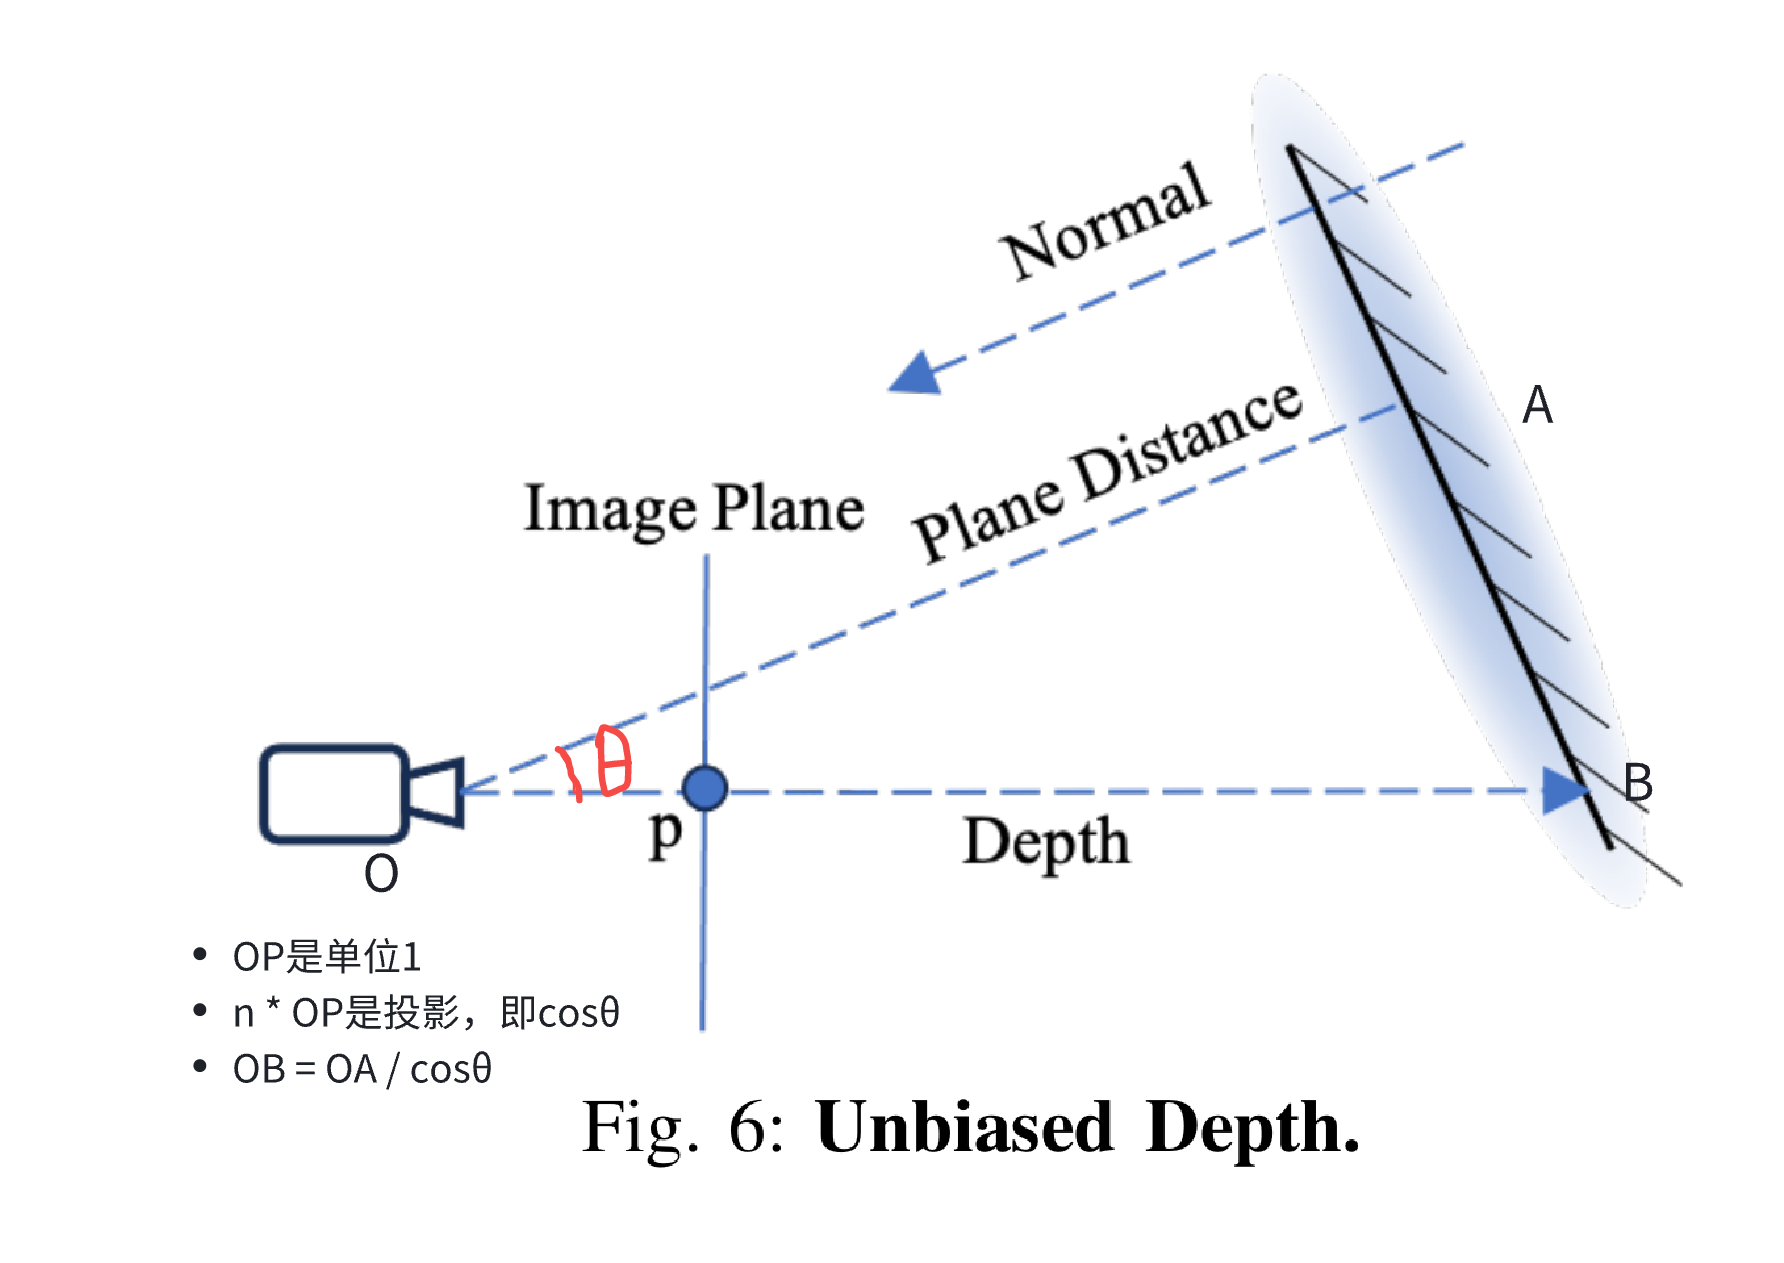 Normal
A
Plane Distance
Image Plane
θ
B
p
Depth
O
• OP是单位1
• n * OP是投影，即cosθ
• OB = OA / cosθ
Fig. 6: Unbiased Depth.